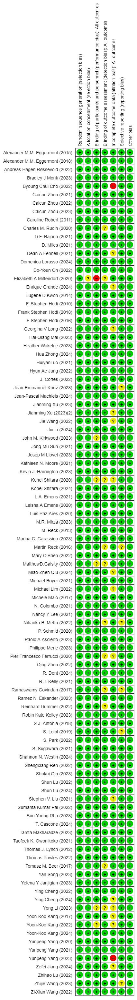 Random sequence generation (selection bias)
Allocation concealment (selection bias)
Blinding of participants and personnel (performance bias): All outcomes
Blinding of outcome assessment (detection bias): All outcomes
Incomplete outcome data (attrition bias): All outcomes
Selective reporting (reporting bias)
Other bias
Alexander M.M. Eggermont (2015) + + + + + + +
Alexander M.M. Eggermont (2018) + + + + + + +
Andreas Hagen Røssevold (2022) + + + + + + +
Bradley J Monk (2023) + + + + + + +
Byoung Chul Cho (2022) + + + + - + +
Caicun Zhou (2021) + + + + + + +
Caicun Zhou (2022) + + + + + + +
Caicun Zhou (2023) + + + + + + +
Caroline Robert (2011) + + + + + + +
Charles M. Rudin (2020) + + + ? + + +
D.F. Bajorin (2021) + + + + + + +
D. Miles (2021) + + + + + + +
Dean A Fennell (2021) + + + + ? + +
Domenica Lorusso (2024) + + + + + + +
Do-Youn Oh (2022) + + + + + + +
Elizabeth A Mittendorf (2020) + ? - ? + + +
Enrique Grande (2024) + + + + ? + +
Eugene D Kwon (2014) + + + + + + +
F. Stephen Hodi (2010) + + + + + + +
Frank Stephen Hodi (2018) + + + + + + +
F Stephen Hodi (2016) + + + + + + +
Georgina V Long (2022) + + + + ? + +
Hai-Qiang Mai (2023) + + + + + + +
Heather Wakelee (2023) + + + + + + +
Hua Zhong (2024) + + + + + + +
HuiyanLuo (2021) + + + + + + +
Hyun Ae Jung (2022) + + + + + + +
J. Cortes (2022) + + + + + + +
Jean-Emmanuel Kurtz (2023) + + + + + ? +
Jean-Pascal Machiels (2024) + + + + + + +
Jianming Xu (2023) + + + + + + +
Jianming Xu (2023)(2) + + + + ? + +
Jie Wang (2022) + + + + ? + +
Jin Li (2024) + + + + + + +
John M. Kirkwood (2023) + + ? + + + +
Jong-Mu Sun (2021) + + + + + + +
Josep M Llovet (2023) + + + + + + +
Kathleen N. Moore (2021) + + + + + + +
Kevin J. Harrington (2023) + + + + + + +
Kohei Shitara (2020) + + ? ? ? + +
Kohei Shitara (2024) + + + + + + +
L.A. Emens (2021) + + + + + + +
Leisha A Emens (2020) + + + + + + +
Luis Paz-Ares (2020) + + + + + + +
M.R. Mirza (2023) + + + + + + +
M. Reck (2013) + + + + + + +
Marina C. Garassino (2023) + + + + + + +
Martin Reck (2016) + + + ? + ? +
Mary O'Brien (2022) + + + + + + +
MatthewD.Galsky (2020) + + ? ? + + +
Miao-Zhen Qiu (2024) + + + + ? + +
Michael Boyer (2021) + + + + + + +
Michael Lim (2022) + + + + ? + +
Michele Maio (2017) + + + + + + +
N. Colombo (2021) + + + + + + +
Nancy Y Lee (2021) + + + + + + +
Niharika B. Mettu (2022) + + + ? + ? +
P. Schmid (2020) + + + + + + +
Paolo A Ascierto (2023) + + + + + + +
Philippe Merle (2023) + + + + + + +
Pier Francesco Ferrucci (2020) + + + ? ? + +
Qing Zhou (2022) + + + + + + +
R. Dent (2024) + + + + + + +
R.J. Kelly (2021) + + + + + + +
Ramaswamy Govindan (2017) + + + ? + ? +
Ramez N. Eskander (2023) + + + + + + +
Reinhard Dummer (2022) + + + ? + + +
Robin Kate Kelley (2023) + + + + + + +
S.J. Antonia (2018) + + + + + + +
S. Loibl (2019) + + + + + ? +
S. Park (2022) + + + + + + +
S. Sugawara (2021) + + + + + + +
Shannon N. Westin (2024) + + + + + + +
Shengxiang Ren (2022) + + + + + + +
Shukui Qin (2023) + + + + + + +
Shun Lu (2022) + + + + + + +
Shun Lu (2024) + + + + + + +
Stephen V. Liu (2021) + + + + ? + +
Sumanta Kumar Pal (2022) + + + + + + +
Sun Young Rha (2023) + + + + + + +
T. Cascone (2024) + + + + + + +
Tamta Makharadze (2023) + + + + + + +
Taofeek K. Owonikoko (2021) + + + + + + +
Thomas J. Lynch (2012) + + + + + + +
Thomas Powles (2022) + + + + + + +
Tomasz M. Beer (2017) + + + ? + + +
Yan Song (2023) + + + + + + +
Yelena Y Janjigian (2023) + + + + + + +
Ying Cheng (2022) + + + + + + +
Ying Cheng (2024) + + + + ? + +
Yong Li (2023) + + ? ? ? + +
Yoon-Koo Kang (2017) + + + + ? + +
Yoon-Koo Kang (2022) + + ? + ? + +
Yoon-Koo Kang (2024) + + + + + + +
Yunpeng Yang (2020) + + + + + + +
Yunpeng Yang (2021) + + + + + + +
Yunpeng Yang (2023) + + + + - + +
Zefei Jiang (2024) + + + + ? + +
Zhihao Lu (2022) + + + + + + +
Zhijie Wang (2023) + + + + + ? +
Zi-Xian Wang (2022) + + + + + + +